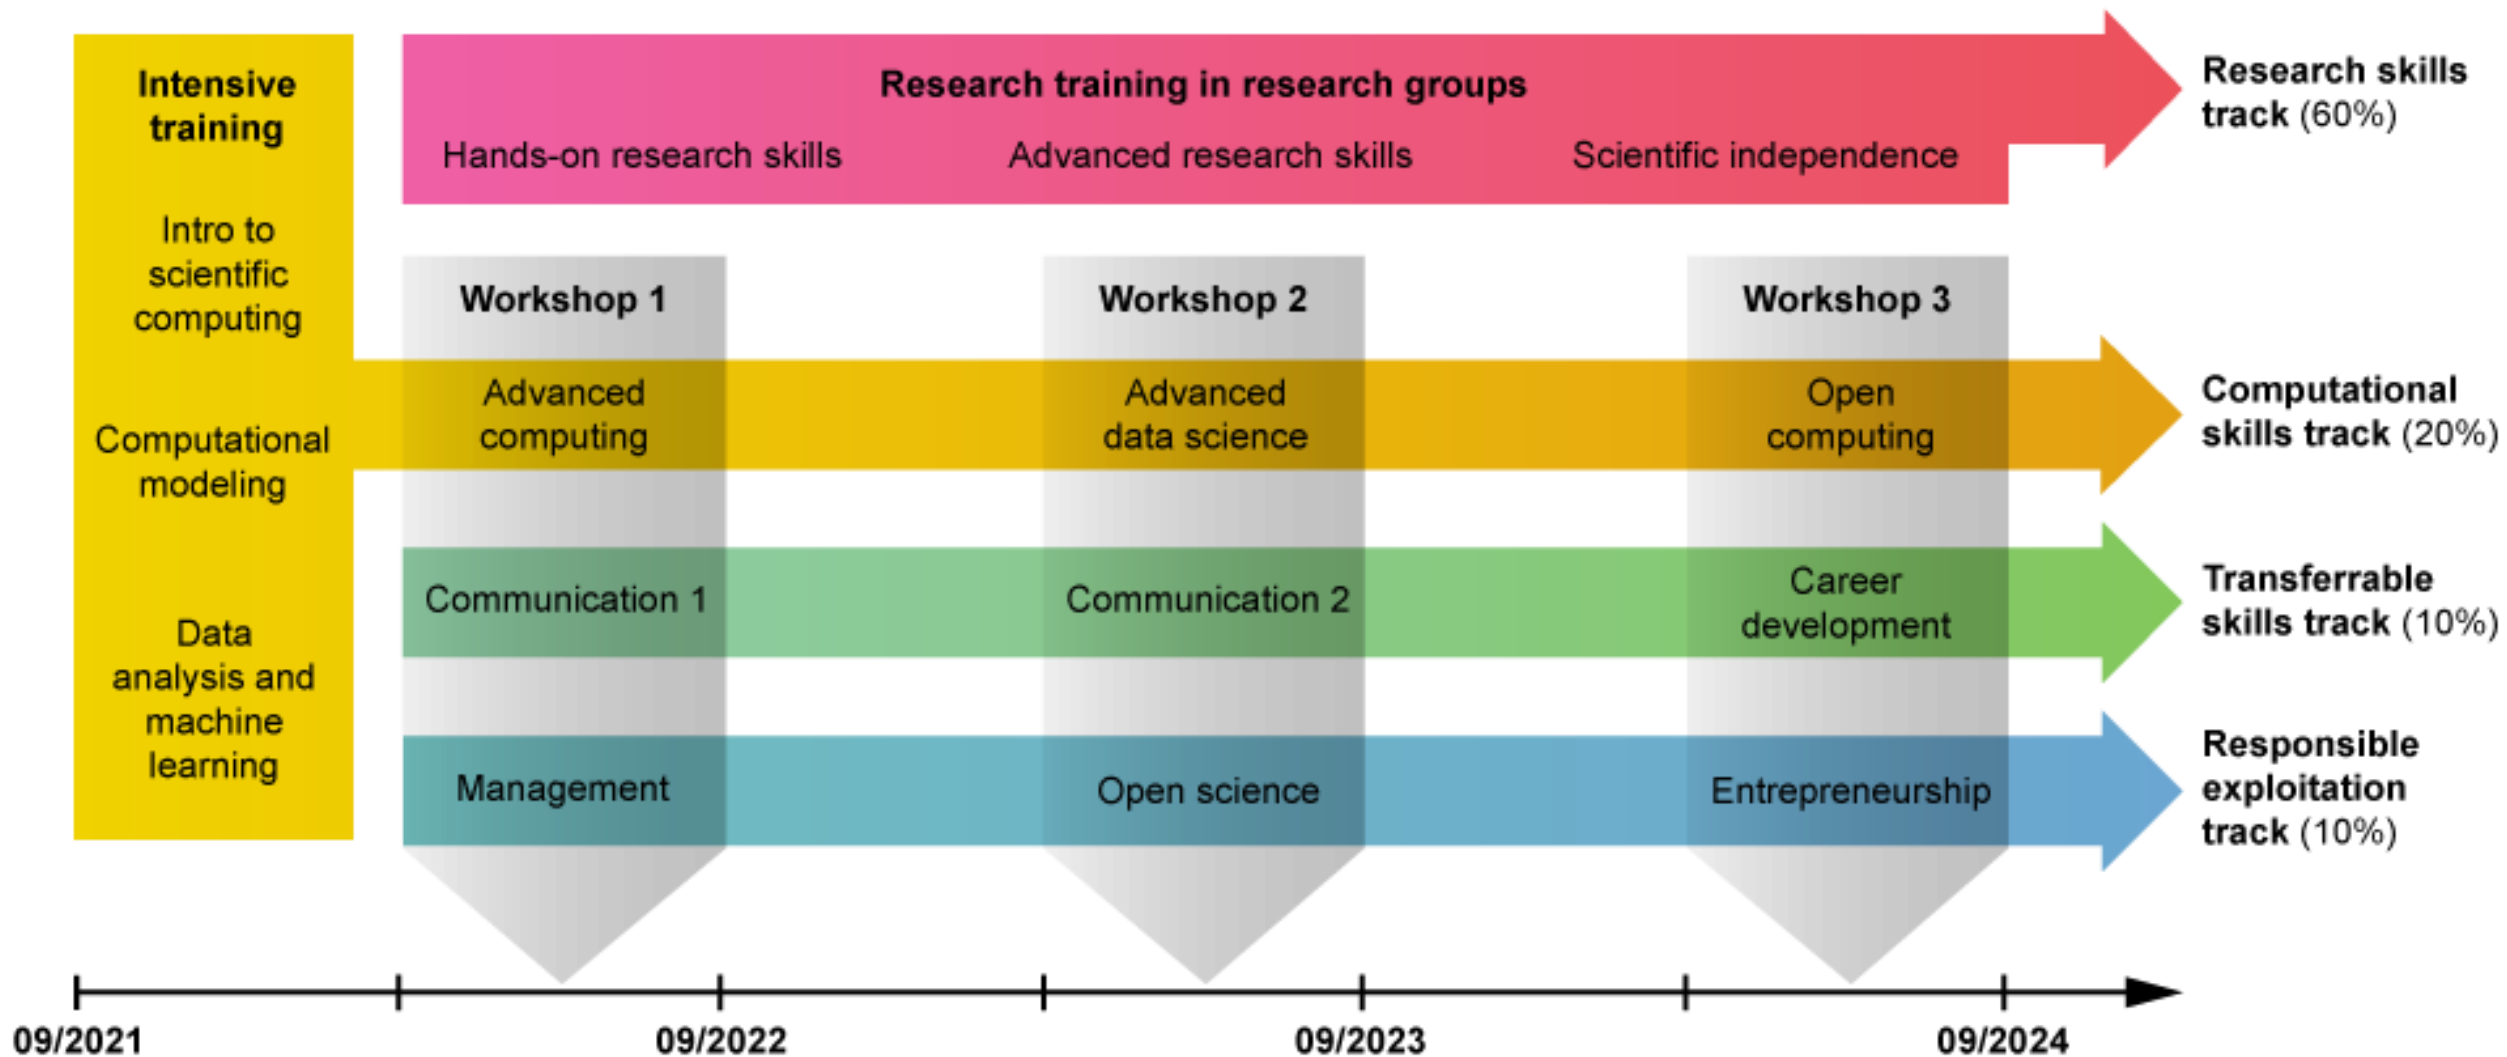 Intensive
training
Intro to
scientific
computing
Computational
modeling
Data
analysis and
machine
learning
Research training in research groups
Hands-on research skills
Advanced research skills
Scientific independence
Research skills
track (60%)
Workshop 1
Workshop 2
Workshop 3
Advanced
computing
Advanced
data science
Open
computing
Computational
skills track (20%)
Communication 1
Communication 2
Career
development
Transferrable
skills track (10%)
Management
Open science
Entrepreneurship
Responsible
exploitation
track (10%)
09/2021
09/2022
09/2023
09/2024